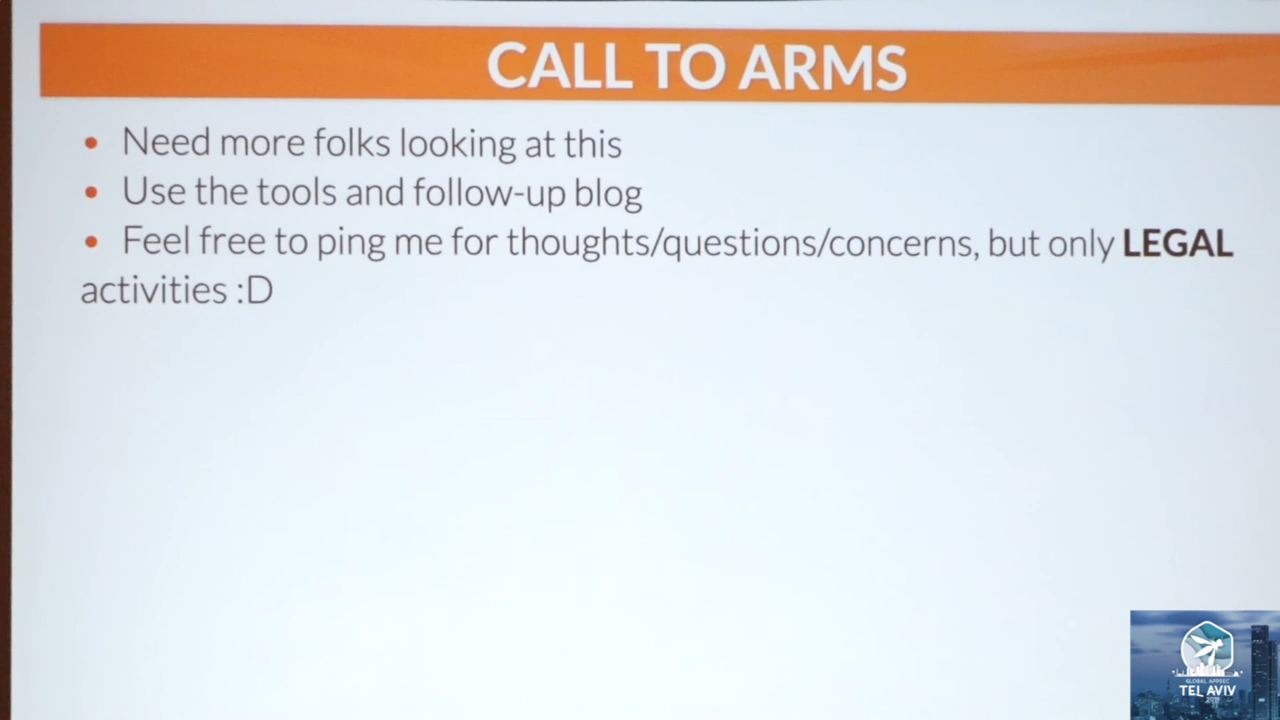 CALL TO ARMS
• Need more folks looking at this
• Use the tools and follow-up blog
• Feel free to ping me for thoughts/questions/concerns, but only LEGAL
activities :D
GLOBAL APPSEC
TEL AVIV
2019